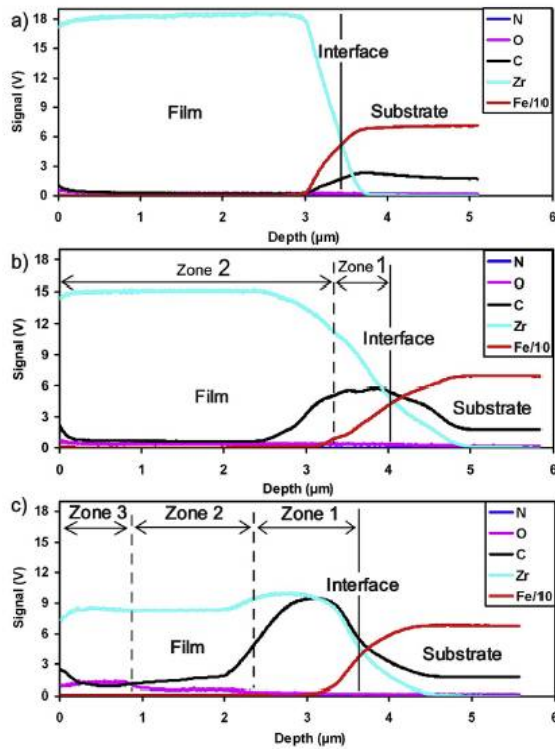 a)
18
15
12
9
6
3
0
Signal (V)
Film
Interface
Substrate
N
O
C
Zr
Fe/10
0 1 2 3 4 5 6
Depth (µm)
b)
Zone 2
Zone 1
18
15
12
9
6
3
0
Signal (V)
Film
Interface
Substrate
N
O
C
Zr
Fe/10
0 1 2 3 4 5 6
Depth (µm)
c)
Zone 3 Zone 2 Zone 1
18
15
12
9
6
3
0
Signal (V)
Film
Interface
Substrate
N
O
C
Zr
Fe/10
0 1 2 3 4 5 6
Depth (µm)